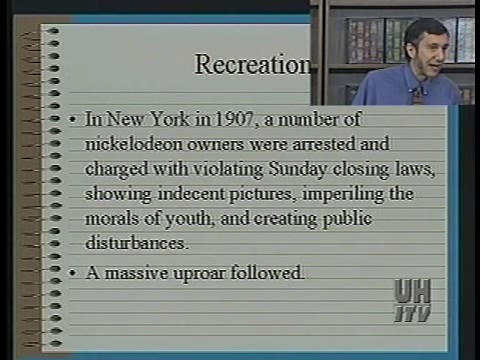 Recreation
• In New York in 1907, a number of
nickelodeon owners were arrested and
charged with violating Sunday closing laws,
showing indecent pictures, imperiling the
morals of youth, and creating public
disturbances.
• A massive uproar followed.
UH
ITV